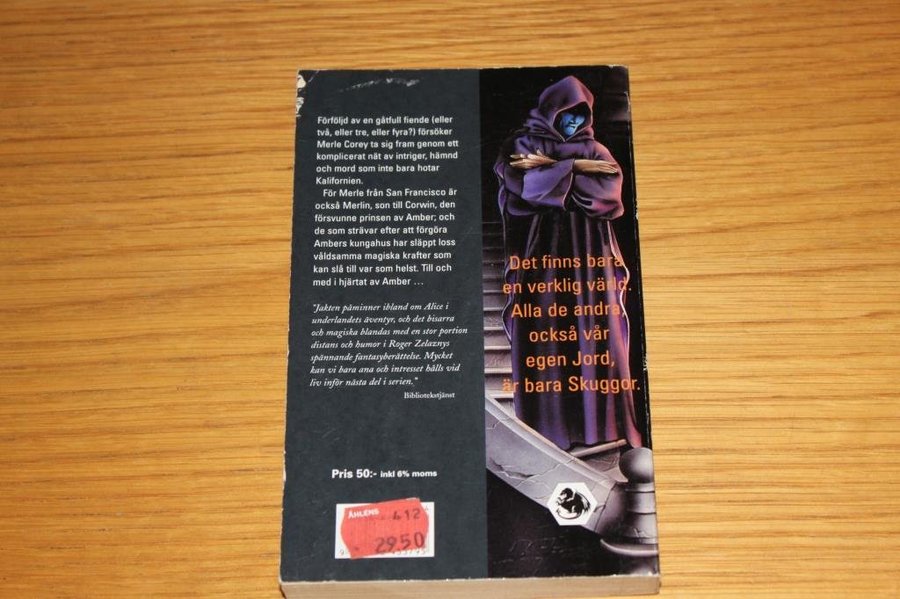 Förföljd av en gåtfull fiende (eller
två, eller tre, eller fyra?) försöker
Merle Corey ta sig fram genom ett
komplicerat nät av intriger, hämnd
och mord som inte bara hotar
Kalifornien.
För Merle från San Francisco är
också Merlin, son till Corwin, den
försvunne prinsen av Amber; och
de som strävar efter att förgöra
Ambers kungahus har släppt loss
våldsamma magiska krafter som
kan slå till var som helst. Till och
med i hjärtat av Amber ...
"Jakten påminner ibland om Alice i
underlandets äventyr, och det bisarra
och magiska blandas med en stor portion
distans och humor i Roger Zelaznys
spännande fantasyberättelse. Mycket
kan vi bara ana och intresset hålls vid
liv inför nästa del i serien."
Bibliotekstjänst
Det finns bara
en verklig värld.
Alla de andra,
också vår
egen Jord,
är bara Skuggor.
Pris 50:- inkl 6% moms
ÅHLENS
412
2950